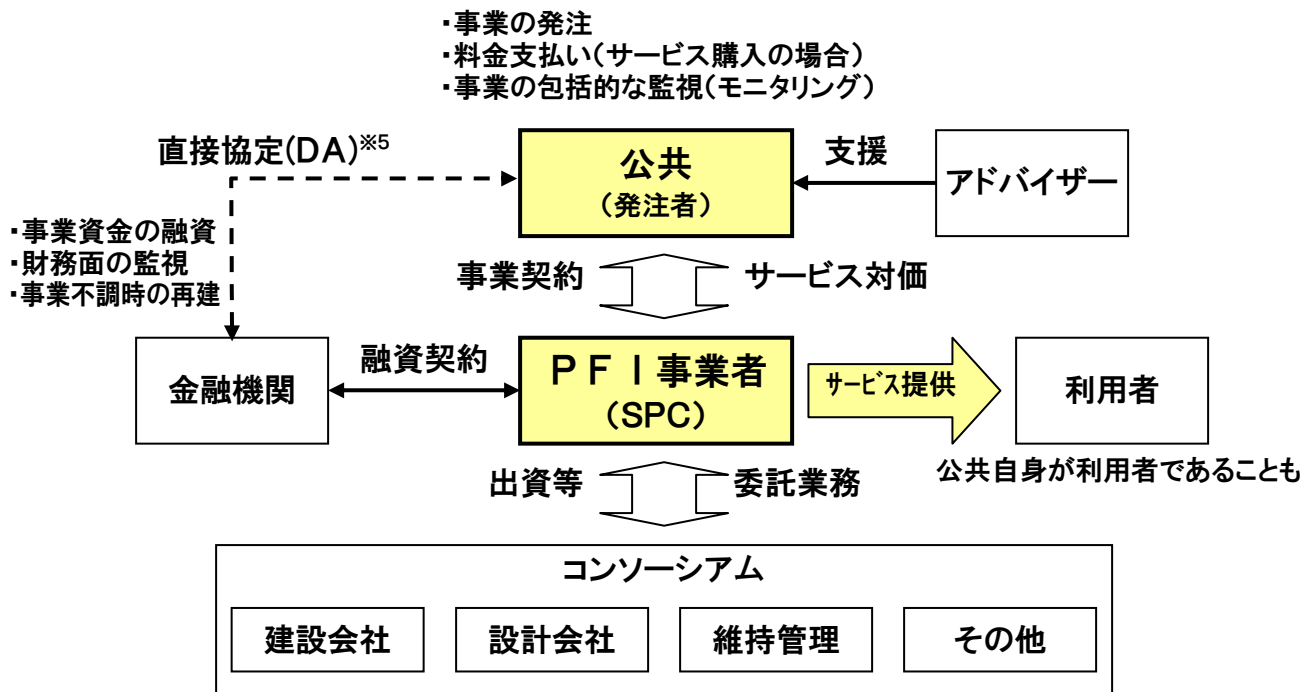 ・事業の発注
・料金支払い(サービス購入の場合)
・事業の包括的な監視(モニタリング)
直接協定(DA)※5
公共
(発注者)
支援
アドバイザー
・事業資金の融資
・財務面の監視
・事業不調時の再建
事業契約
サービス対価
金融機関
融資契約
PFI事業者
(SPC)
サービス提供
利用者
公共自身が利用者であることも
出資等
委託業務
コンソーシアム
建設会社
設計会社
維持管理
その他